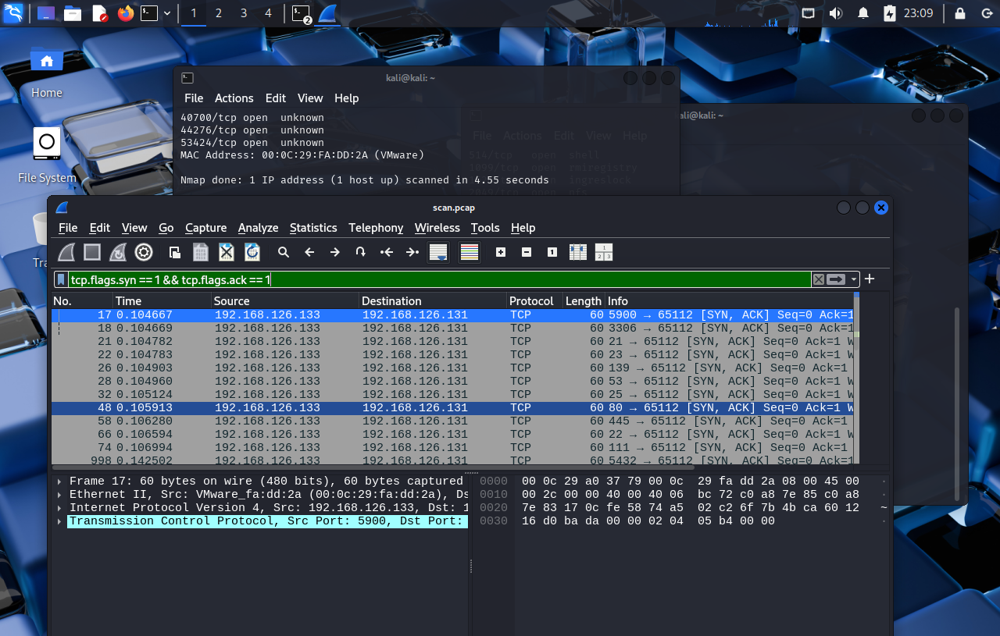 1 2 3 4 2 23:09
Home
File System
Tra
kali@kali: ~
File Actions Edit View Help
40700/tcp open unknown
44276/tcp open unknown
53424/tcp open unknown
MAC Address: 00:0C:29:FA:DD:2A (VMware)
Nmap done: 1 IP address (1 host up) scanned in 4.55 seconds
ali@kali: ~
File Actions Edit View Help
514/tcp open shell
1099/tcp open rmiregistry
scan.pcap
File Edit View Go Capture Analyze Statistics Telephony Wireless Tools Help
tcp.flags.syn == 1 && tcp.flags.ack == 1
No. Time Source Destination Protocol Length Info
17 0.104667 192.168.126.133 192.168.126.131 TCP 60 5900 → 65112 [SYN, ACK] Seq=0 Ack=1
18 0.104669 192.168.126.133 192.168.126.131 TCP 60 3306 → 65112 [SYN, ACK] Seq=0 Ack=1
21 0.104782 192.168.126.133 192.168.126.131 TCP 60 21 → 65112 [SYN, ACK] Seq=0 Ack=1 W
22 0.104783 192.168.126.133 192.168.126.131 TCP 60 23 → 65112 [SYN, ACK] Seq=0 Ack=1 W
26 0.104903 192.168.126.133 192.168.126.131 TCP 60 139 → 65112 [SYN, ACK] Seq=0 Ack=1
28 0.104960 192.168.126.133 192.168.126.131 TCP 60 53 → 65112 [SYN, ACK] Seq=0 Ack=1 W
32 0.105124 192.168.126.133 192.168.126.131 TCP 60 25 → 65112 [SYN, ACK] Seq=0 Ack=1 W
48 0.105913 192.168.126.133 192.168.126.131 TCP 60 80 → 65112 [SYN, ACK] Seq=0 Ack=1 W
58 0.106280 192.168.126.133 192.168.126.131 TCP 60 445 → 65112 [SYN, ACK] Seq=0 Ack=1
66 0.106594 192.168.126.133 192.168.126.131 TCP 60 22 → 65112 [SYN, ACK] Seq=0 Ack=1 W
74 0.106994 192.168.126.133 192.168.126.131 TCP 60 111 → 65112 [SYN, ACK] Seq=0 Ack=1
998 0.142502 192.168.126.133 192.168.126.131 TCP 60 5432 → 65112 [SYN, ACK] Seq=0 Ack=1
Frame 17: 60 bytes on wire (480 bits), 60 bytes captured
Ethernet II, Src: VMware_fa:dd:2a (00:0c:29:fa:dd:2a), Ds
Internet Protocol Version 4, Src: 192.168.126.133, Dst: 1
Transmission Control Protocol, Src Port: 5900, Dst Port:
0000 00 0c 29 a0 37 79 00 0c 29 fa dd 2a 08 00 45 00 ·
0010 00 2c 00 00 40 00 40 06 bc 72 c0 a8 7e 85 c0 a8 ·
0020 7e 83 17 0c fe 58 74 a5 02 c2 6f 7b 4b ca 60 12 ~
0030 16 d0 ba da 00 00 02 04 05 b4 00 00 ·